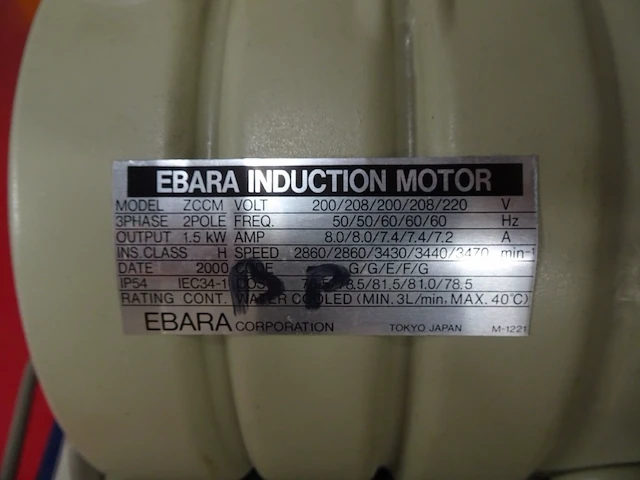 EBARA INDUCTION MOTOR
MODEL ZCCM VOLT 200/208/200/208/220 V
3PHASE 2POLE FREQ. 50/50/60/60/60 Hz
OUTPUT 1.5 kW AMP 8.0/8.0/7.4/7.4/7.2 A
INS.CLASS H SPEED 2860/2860/3430/3440/3470 min-1
DATE 2000 CODE G/G/E/F/G
IP54 IEC34-1 /81.5/81.0/78.5
RATING CONT. WATER COOLED (MIN. 3L/min, MAX. 40°C)
EBARA CORPORATION TOKYO JAPAN M-1221